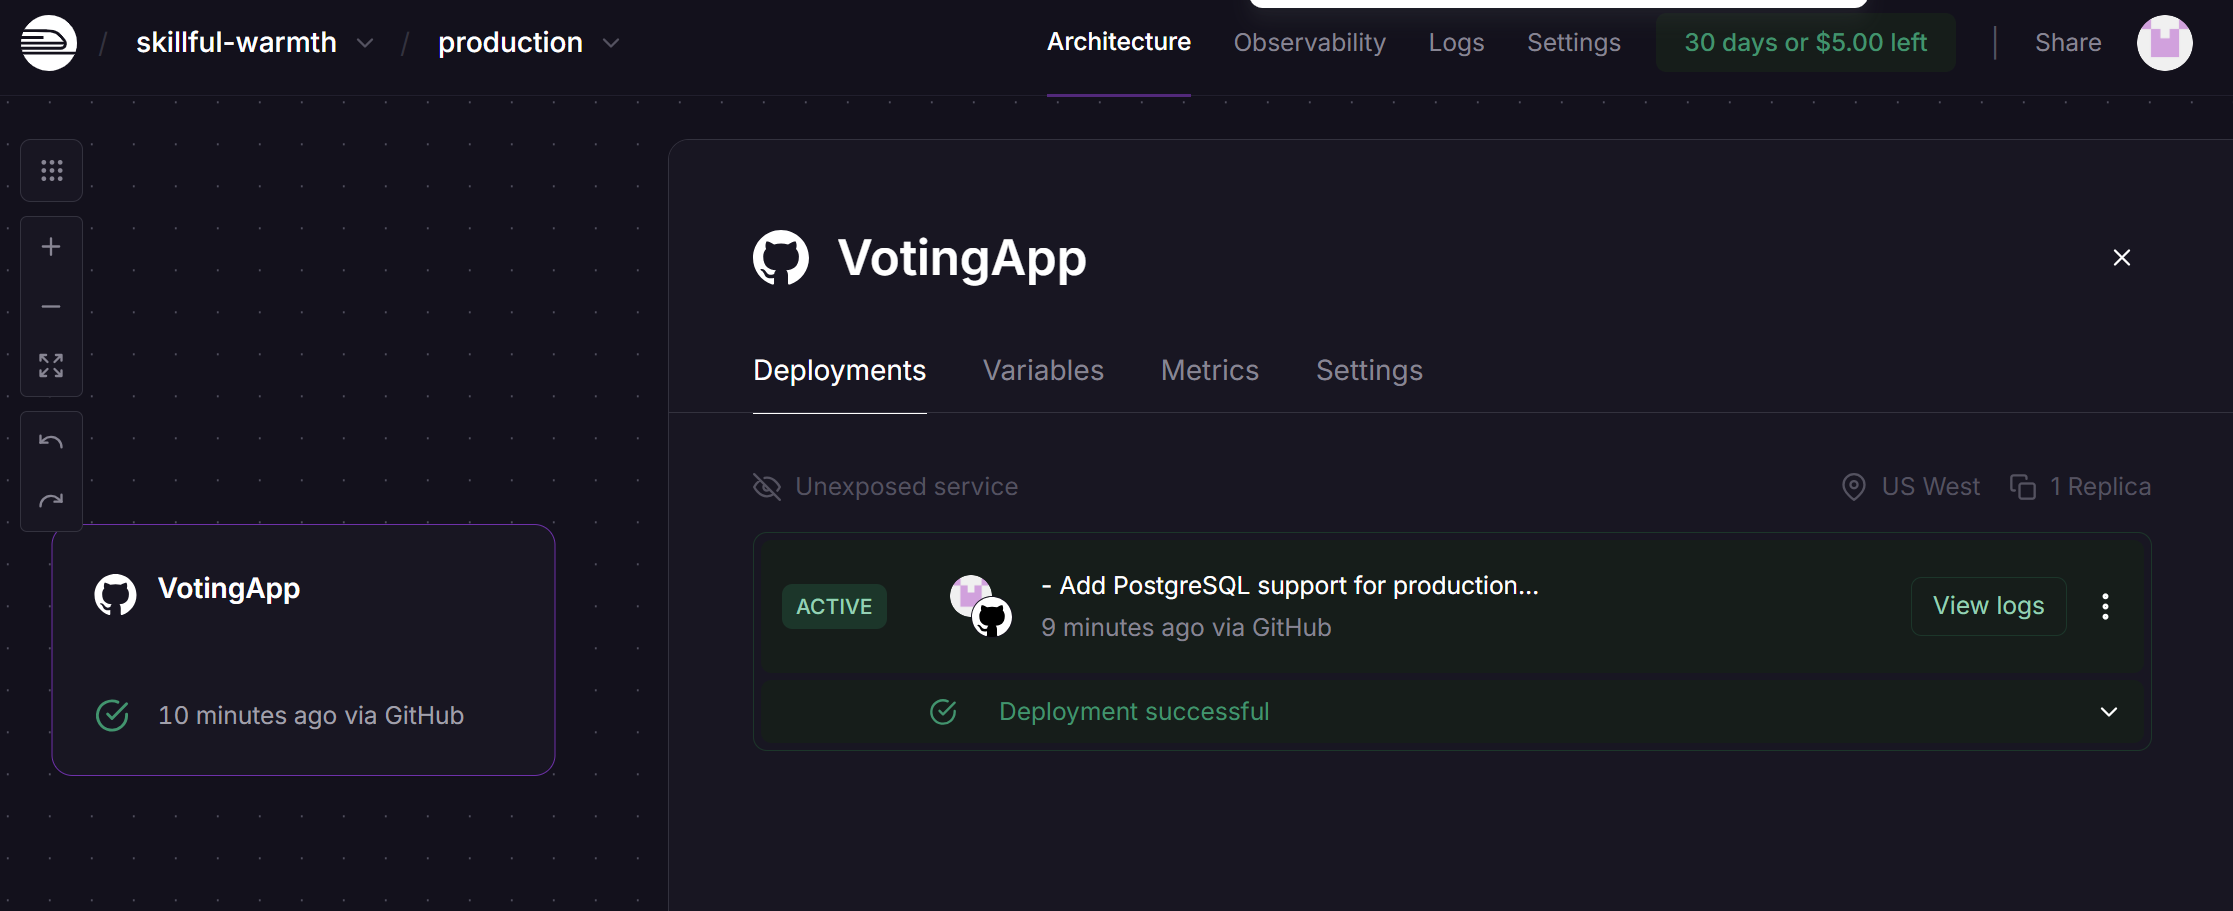 / skillful-warmth / production
Architecture Observability Logs Settings 30 days or $5.00 left Share
VotingApp
Deployments Variables Metrics Settings
Unexposed service US West 1 Replica
ACTIVE - Add PostgreSQL support for production... View logs
9 minutes ago via GitHub
Deployment successful
VotingApp
10 minutes ago via GitHub